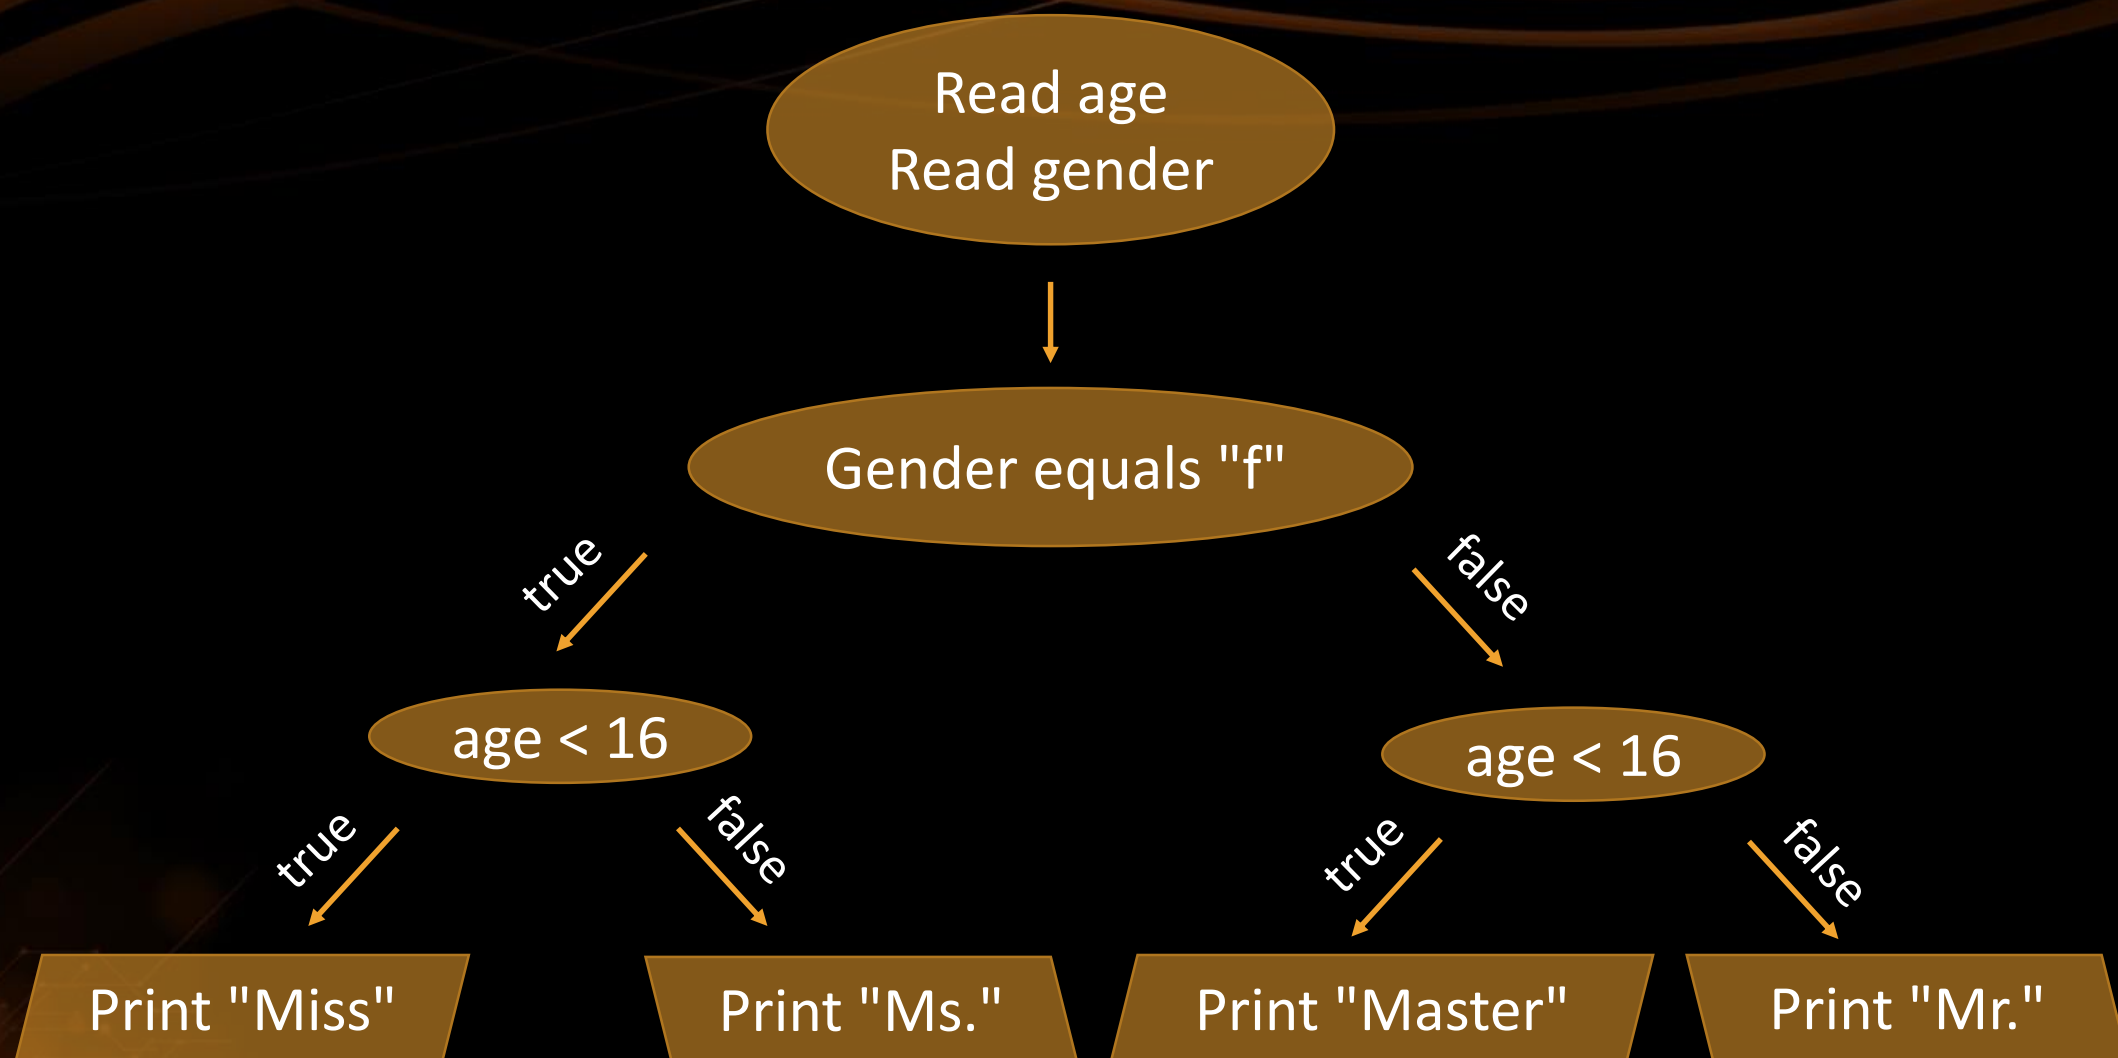 Read age
Read gender
Gender equals "f"
true
false
age < 16
age < 16
true
false
true
false
Print "Miss"
Print "Ms."
Print "Master"
Print "Mr."